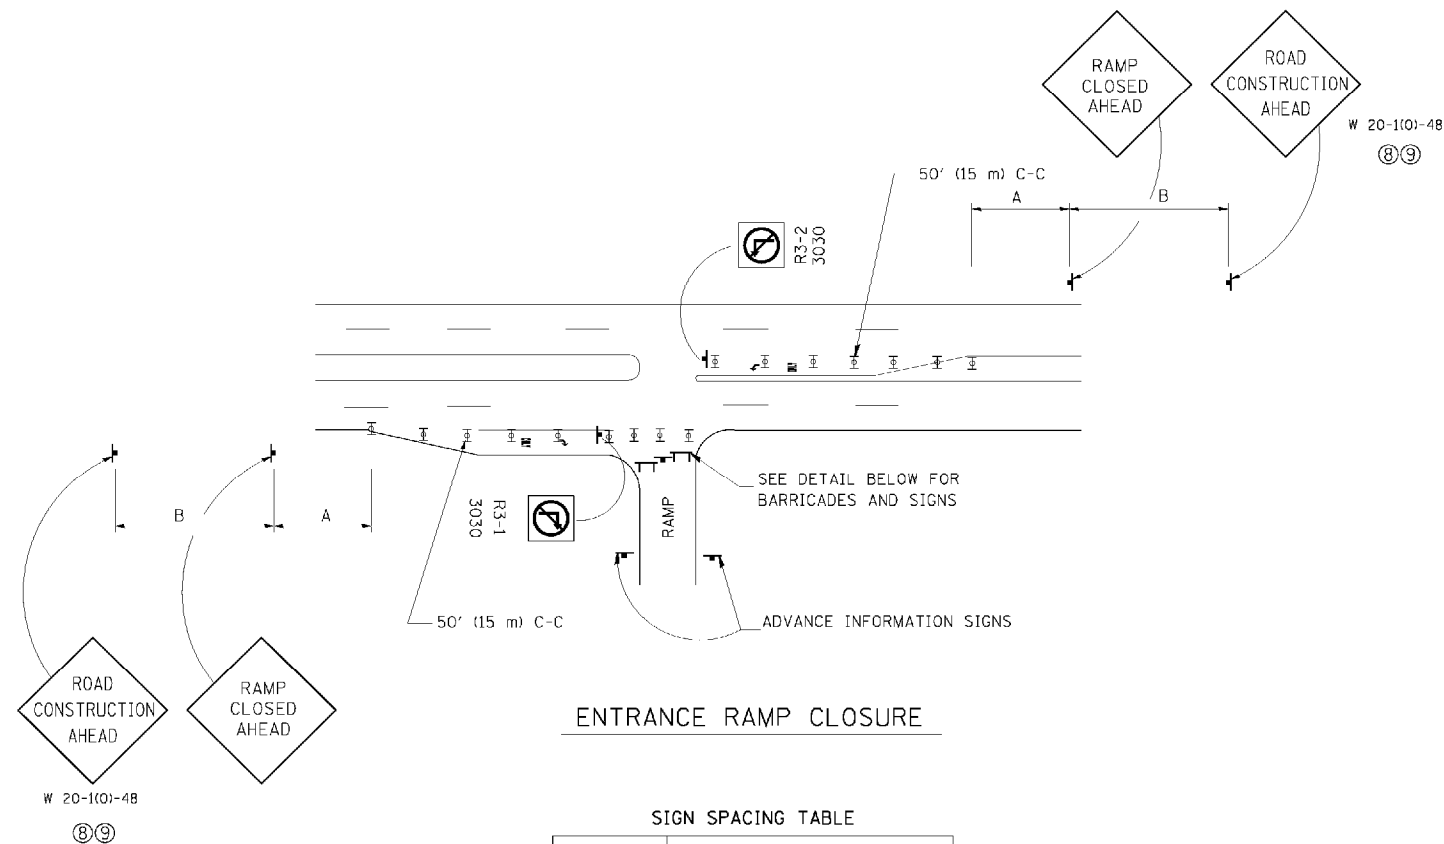 RAMP
CLOSED
AHEAD
ROAD
CONSTRUCTION
AHEAD
W 20-1(O)-48
⑧⑨
50' (15 m) C-C
A
B
R3-2
3030
SEE DETAIL BELOW FOR
BARRICADES AND SIGNS
RAMP
R3-1
3030
B
A
50' (15 m) C-C
ADVANCE INFORMATION SIGNS
ROAD
CONSTRUCTION
AHEAD
RAMP
CLOSED
AHEAD
W 20-1(O)-48
⑧⑨
ENTRANCE RAMP CLOSURE
SIGN SPACING TABLE